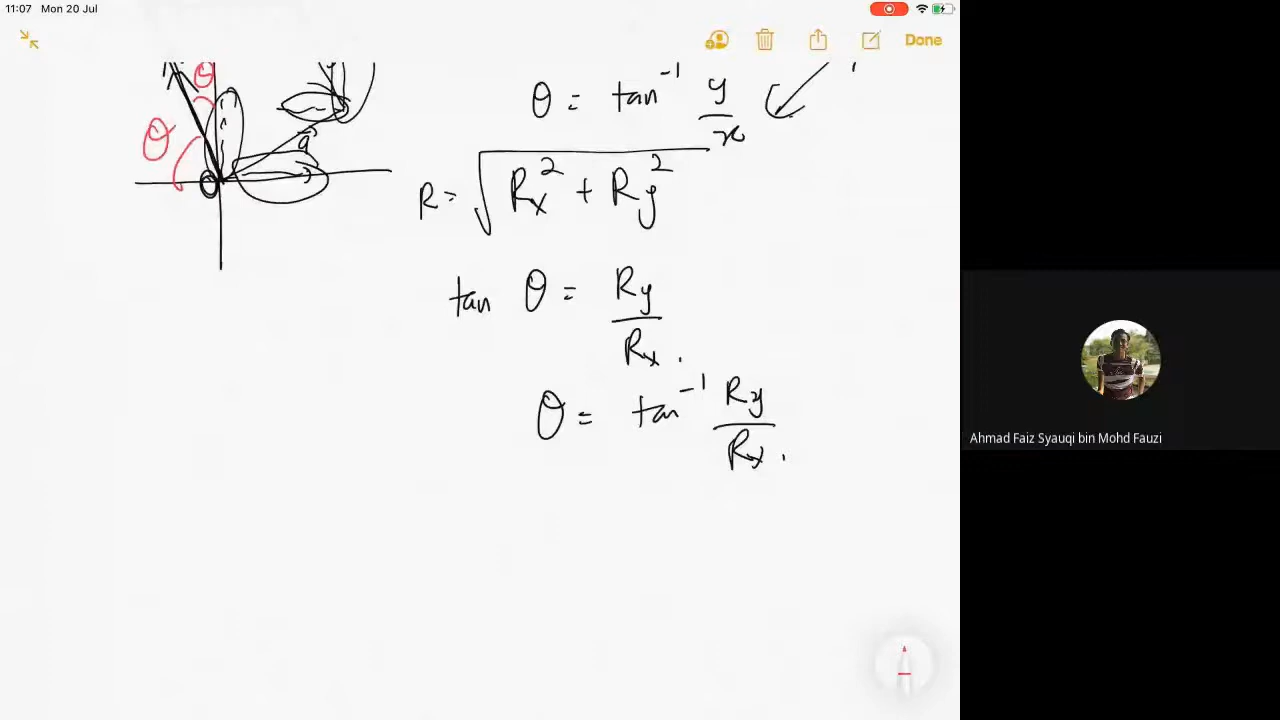 11:07 Mon 20 Jul
Done
θ
θ = tan⁻¹ y/x
θ
a
R = √(Rx² + Ry²)
tan θ = Ry/Rx.
θ = tan⁻¹ Ry/Rx.
Ahmad Faiz Syauqi bin Mohd Fauzi